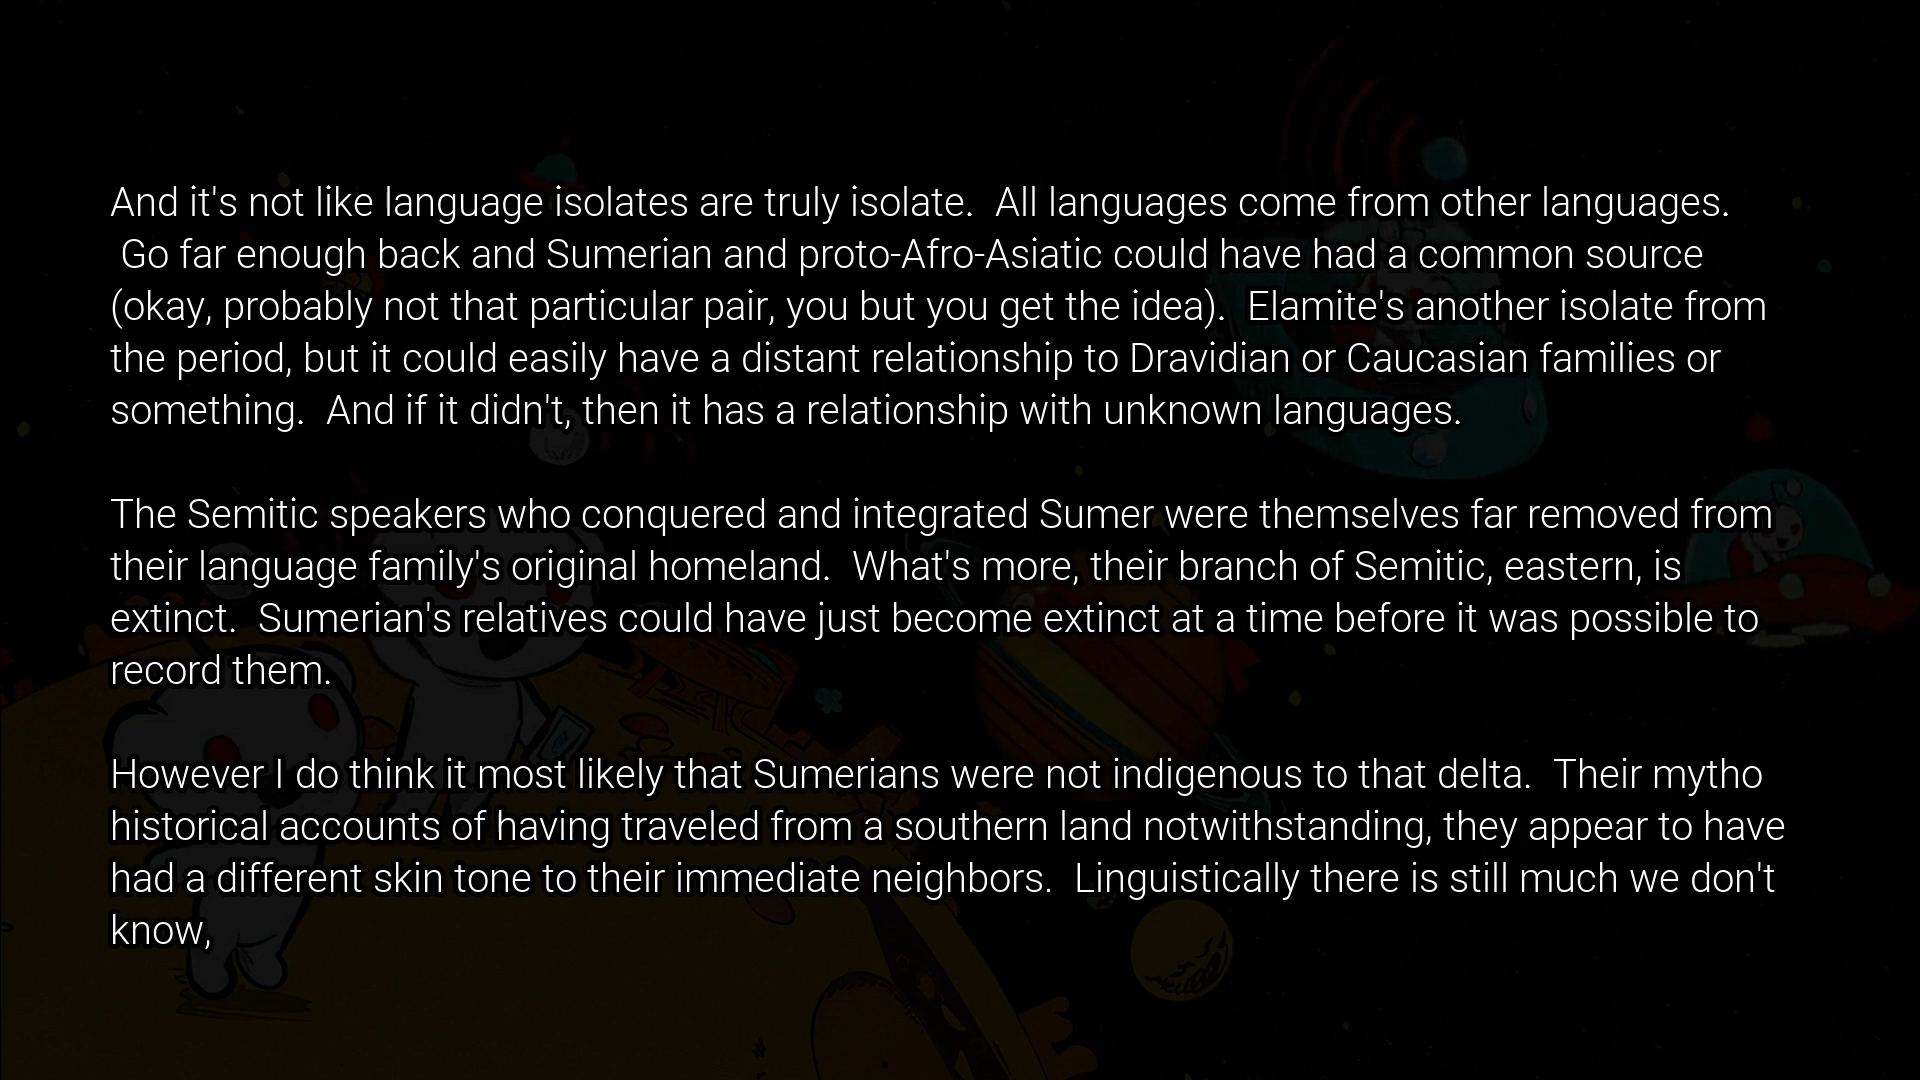 And it's not like language isolates are truly isolate.  All languages come from other languages.
 Go far enough back and Sumerian and proto-Afro-Asiatic could have had a common source
(okay, probably not that particular pair, you but you get the idea).  Elamite's another isolate from
the period, but it could easily have a distant relationship to Dravidian or Caucasian families or
something.  And if it didn't, then it has a relationship with unknown languages.
The Semitic speakers who conquered and integrated Sumer were themselves far removed from
their language family's original homeland.  What's more, their branch of Semitic, eastern, is
extinct.  Sumerian's relatives could have just become extinct at a time before it was possible to
record them.
However I do think it most likely that Sumerians were not indigenous to that delta.  Their mytho
historical accounts of having traveled from a southern land notwithstanding, they appear to have
had a different skin tone to their immediate neighbors.  Linguistically there is still much we don't
know,